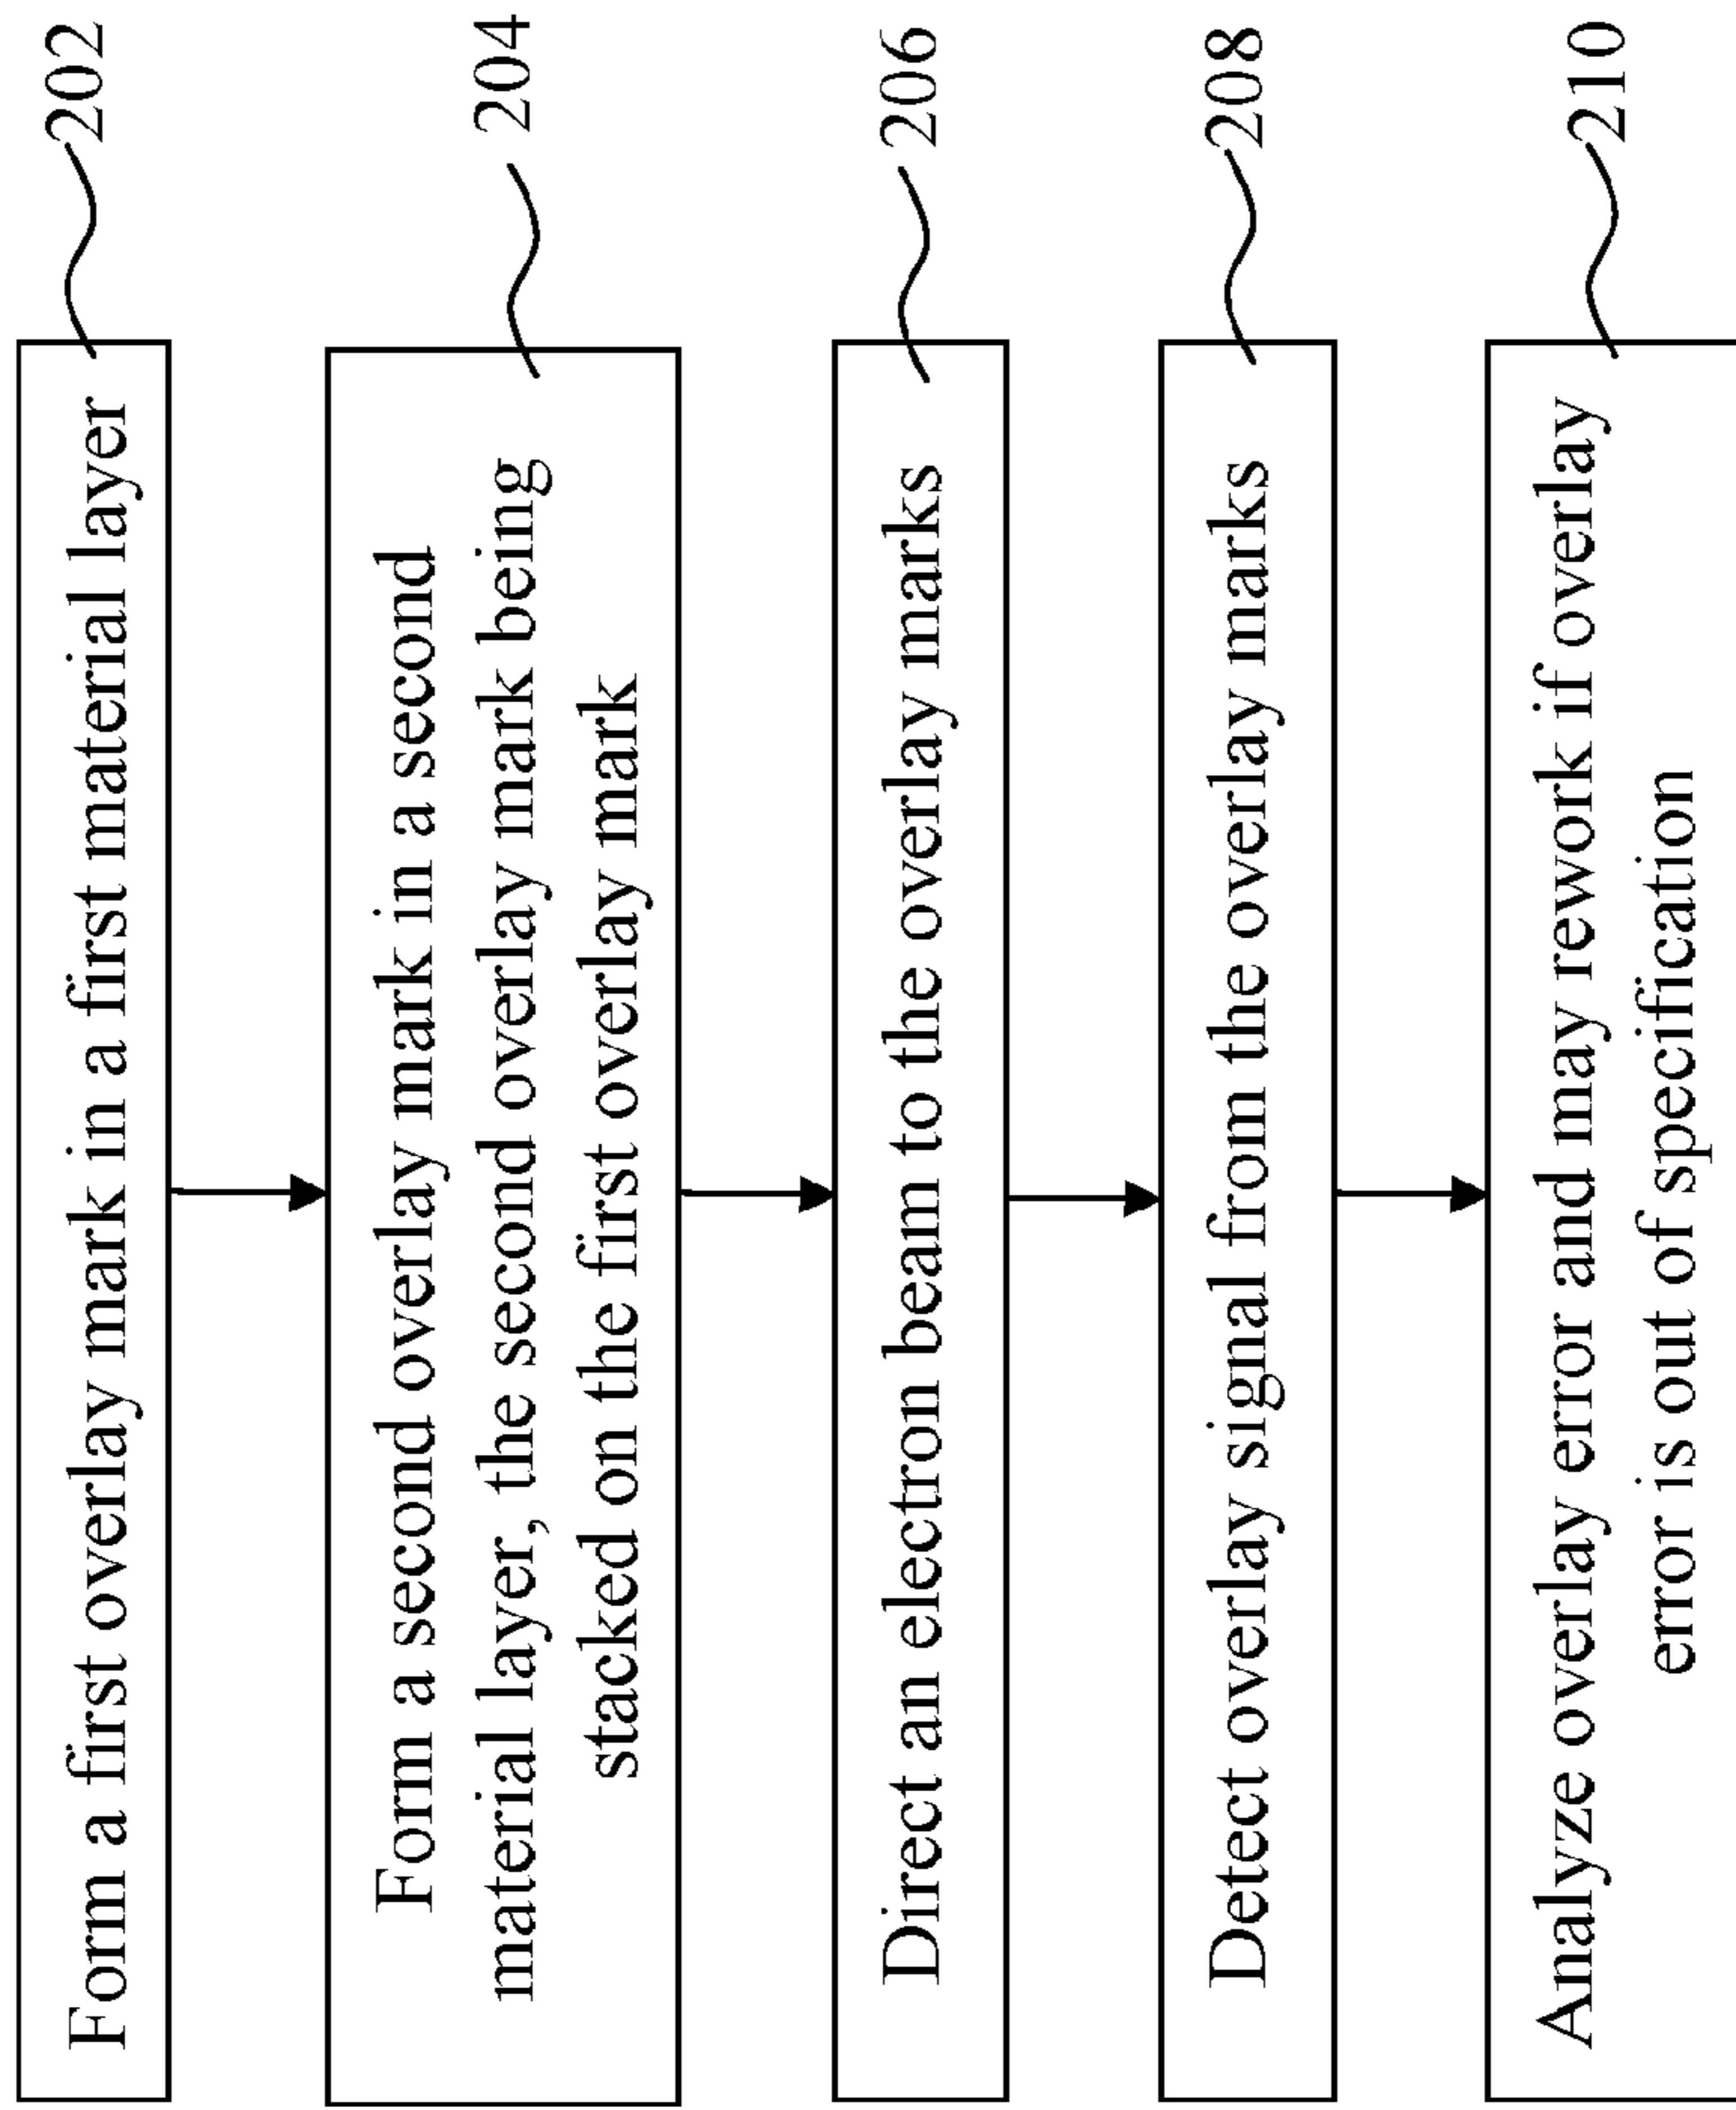 Form a first overlay mark in a first material layer
202
Form a second overlay mark in a second
material layer, the second overlay mark being
stacked on the first overlay mark
204
Direct an electron beam to the overlay marks
206
Detect overlay signal from the overlay marks
208
Analyze overlay error and may rework if overlay
error is out of specification
210